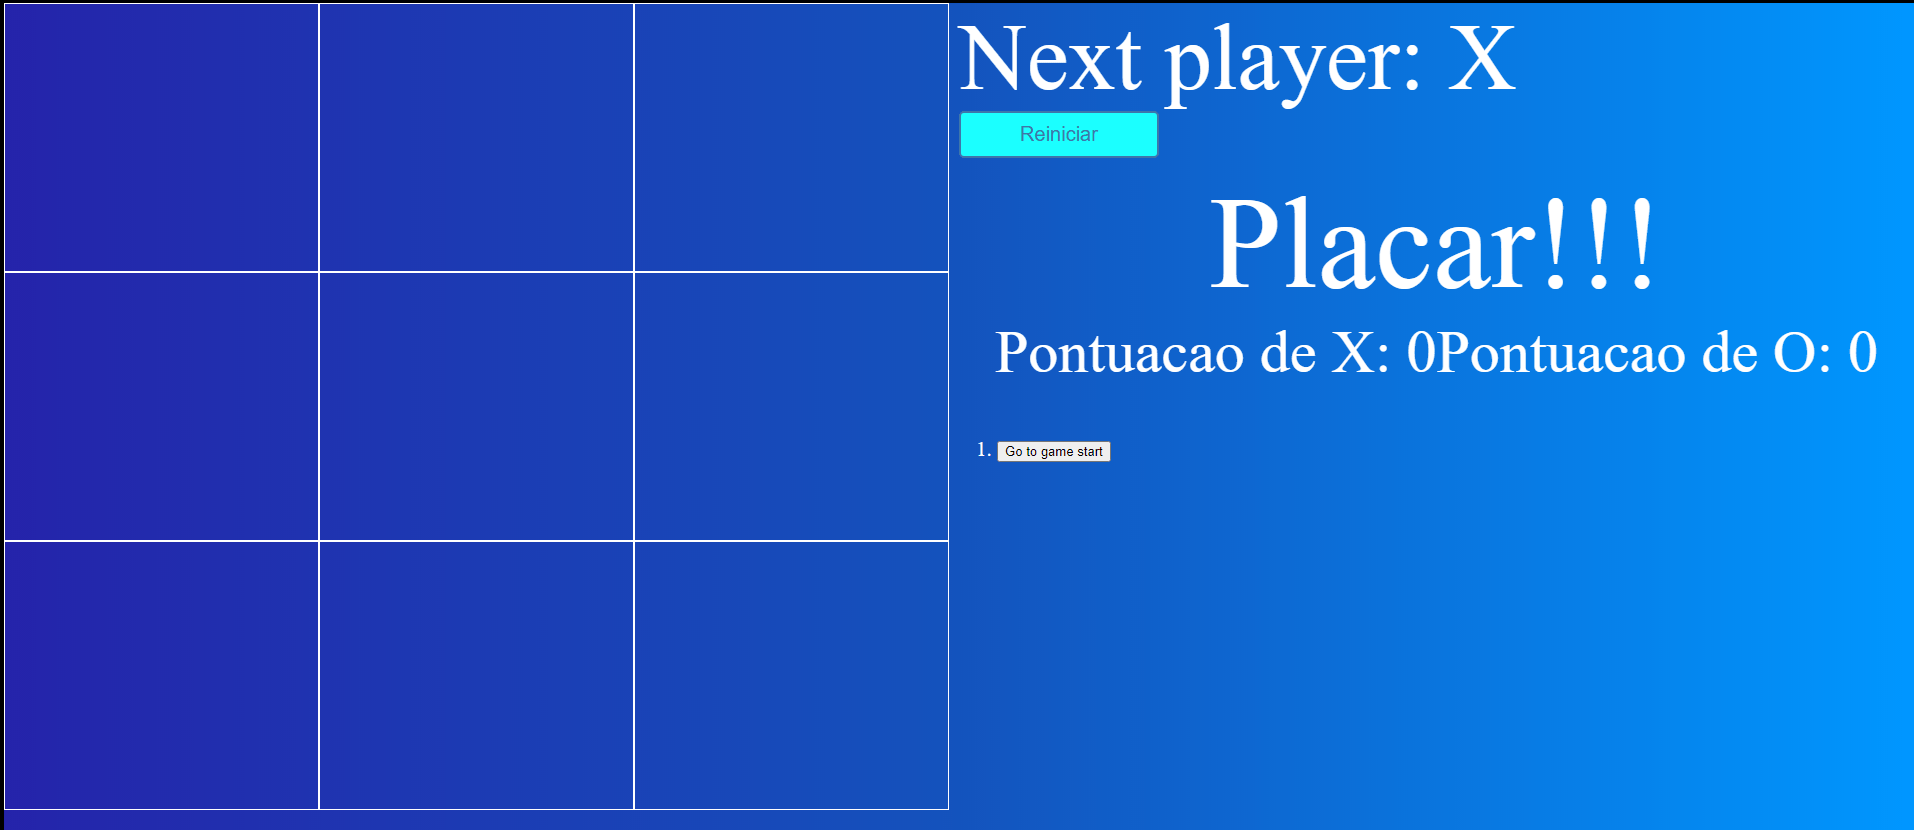 Next player: X
Reiniciar
Placar!!!
Pontuacao de X: 0Pontuacao de O: 0
1. Go to game start